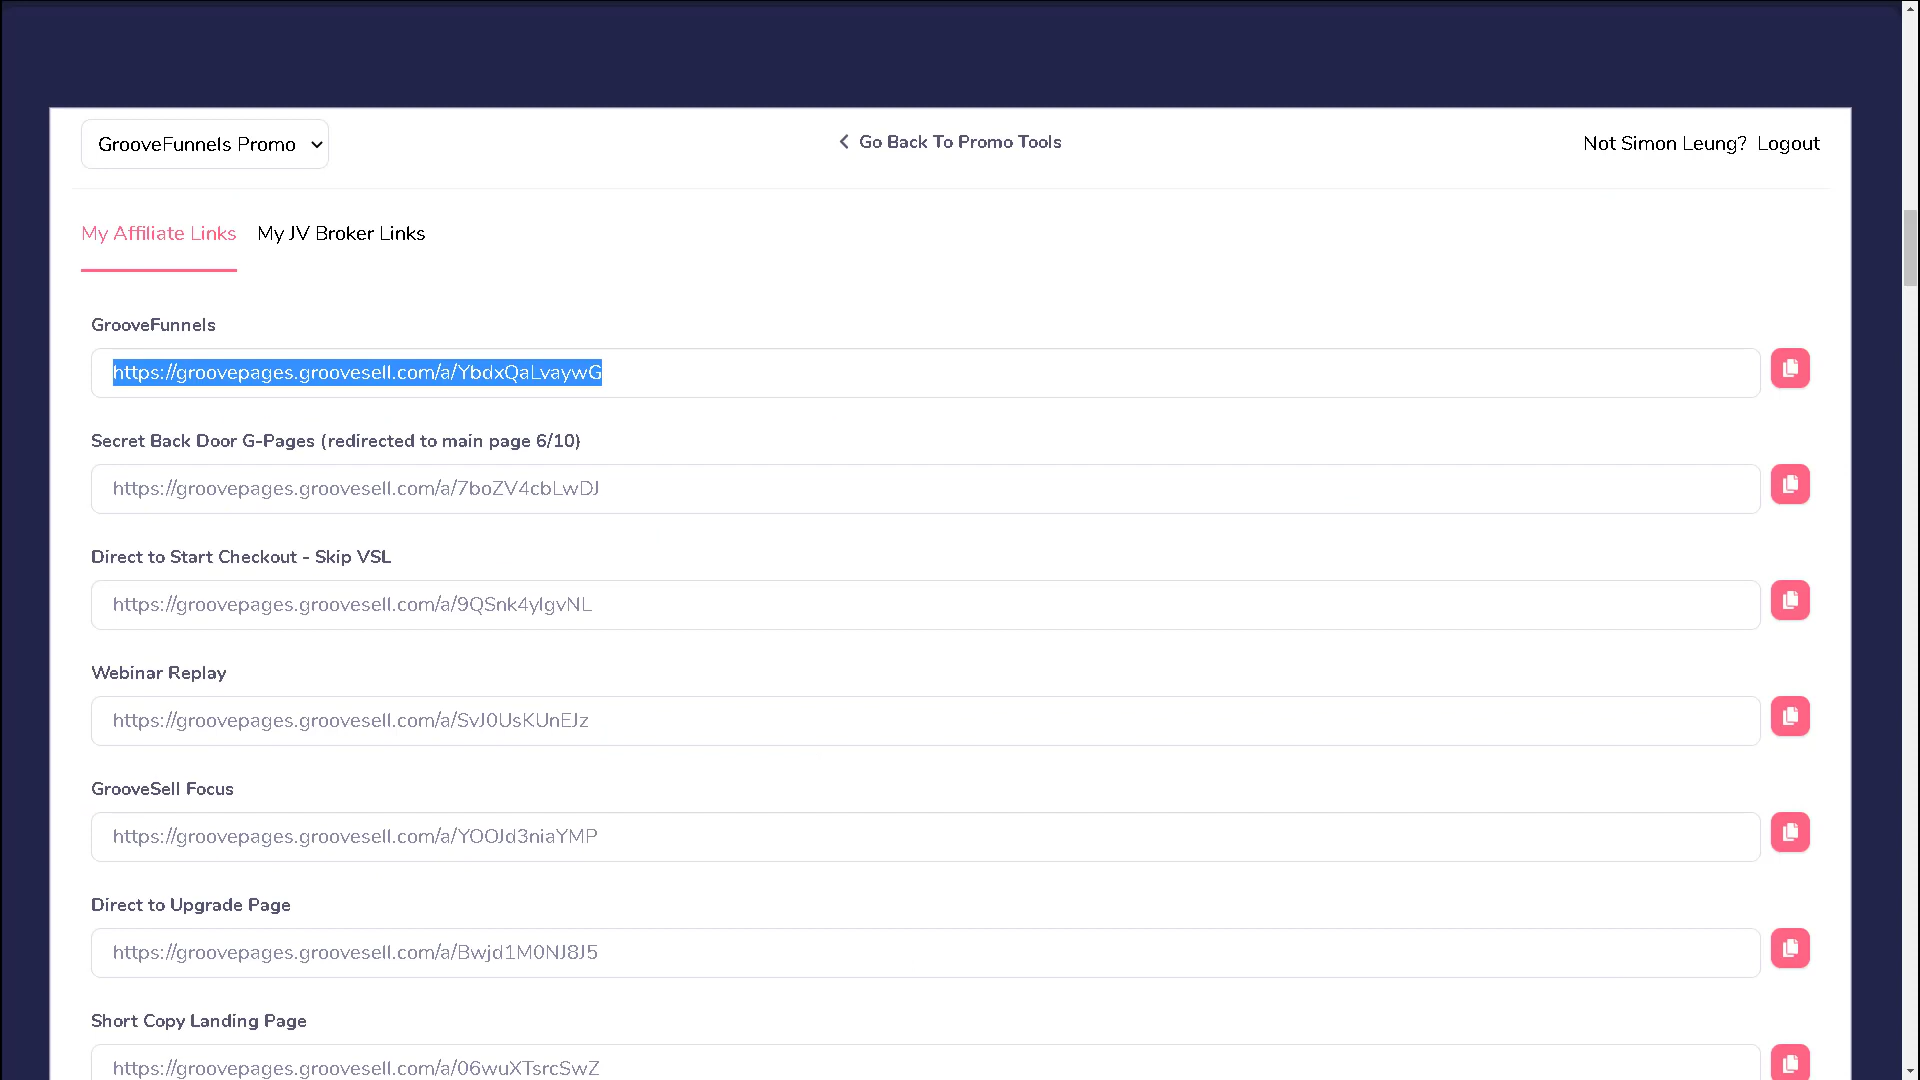 GrooveFunnels Promo
Go Back To Promo Tools
Not Simon Leung? Logout
My Affiliate Links My JV Broker Links
GrooveFunnels
https://groovepages.groovesell.com/a/YbdxQaLvaywG
Secret Back Door G-Pages (redirected to main page 6/10)
https://groovepages.groovesell.com/a/7boZV4cbLwDJ
Direct to Start Checkout - Skip VSL
https://groovepages.groovesell.com/a/9QSnk4ylgvNL
Webinar Replay
https://groovepages.groovesell.com/a/SvJ0UsKUnEJz
GrooveSell Focus
https://groovepages.groovesell.com/a/YOOJd3niaYMP
Direct to Upgrade Page
https://groovepages.groovesell.com/a/Bwjd1M0NJ8J5
Short Copy Landing Page
https://groovepages.groovesell.com/a/06wuXTsrcSwZ